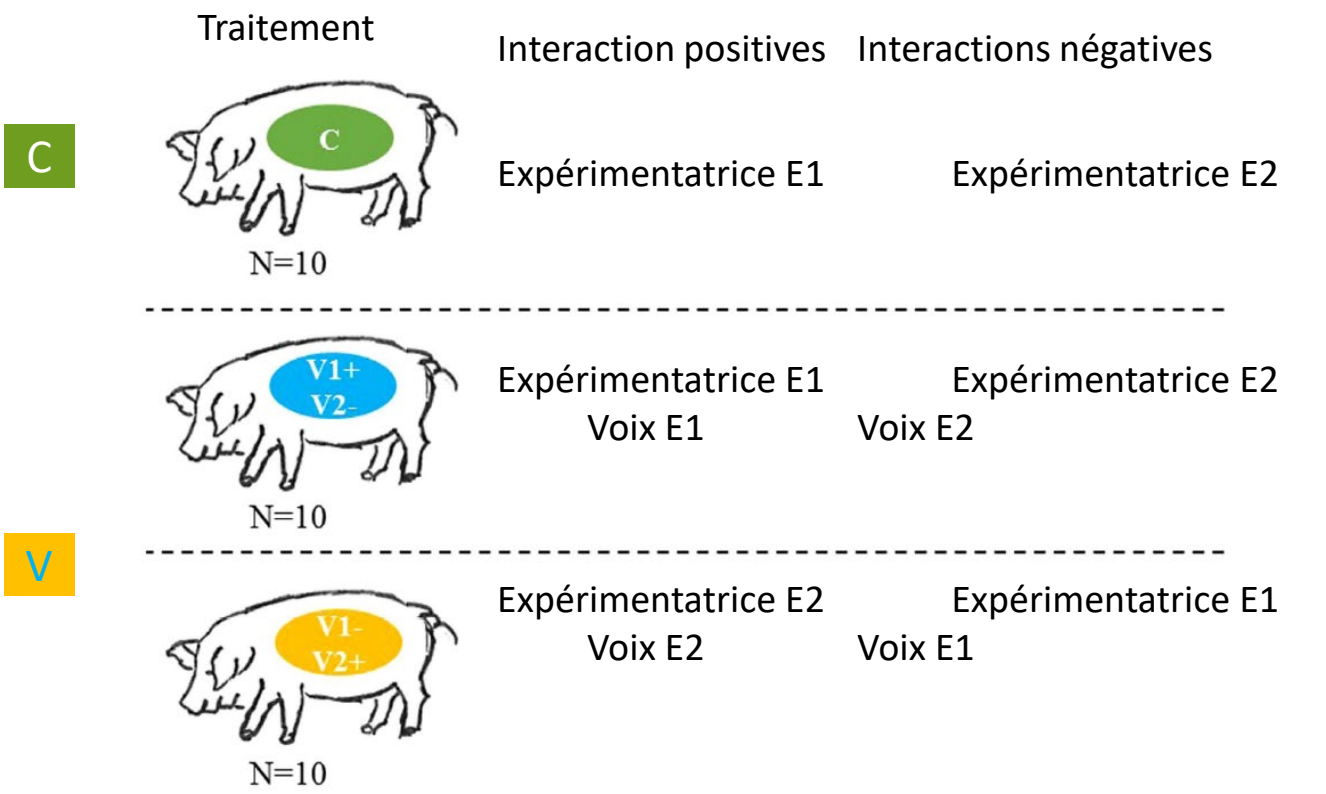 Traitement
Interaction positives Interactions négatives
C
C
Expérimentatrice E1 Expérimentatrice E2
N=10
V1+
V2-
Expérimentatrice E1 Expérimentatrice E2
Voix E1 Voix E2
N=10
V
V1-
V2+
Expérimentatrice E2 Expérimentatrice E1
Voix E2 Voix E1
N=10